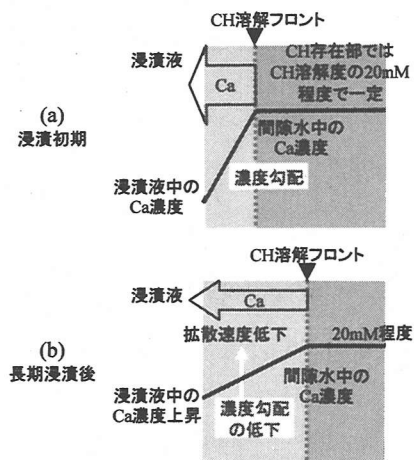 CH溶解フロント
浸漬液
Ca
CH存在部では
CH溶解度の20mM
程度で一定
(a)
浸漬初期
間隙水中の
Ca濃度
浸漬液中の
Ca濃度
濃度勾配
CH溶解フロント
浸漬液
Ca
拡散速度低下
20mM程度
(b)
長期浸漬後
間隙水中の
Ca濃度
浸漬液中の
Ca濃度上昇
濃度勾配
の低下